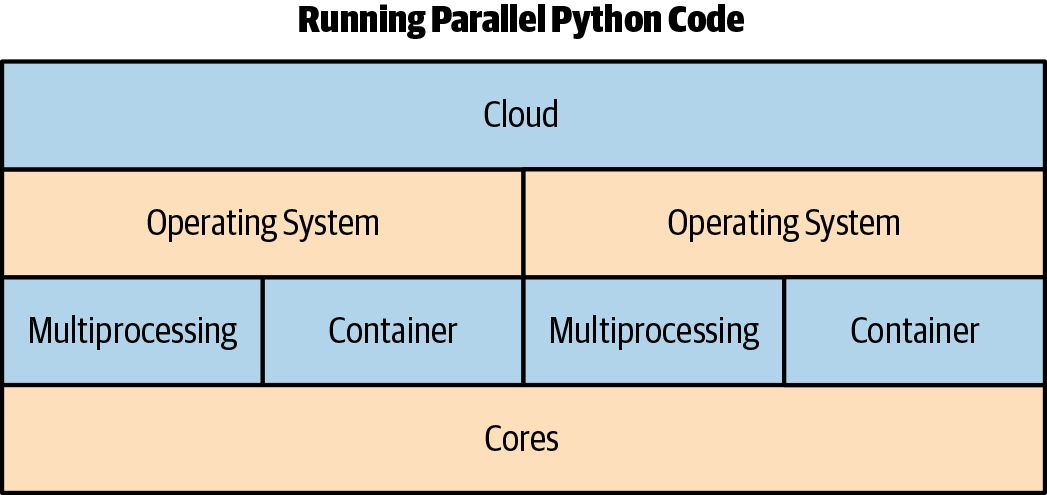 Running Parallel Python Code
Cloud
Operating System
Operating System
Multiprocessing
Container
Multiprocessing
Container
Cores